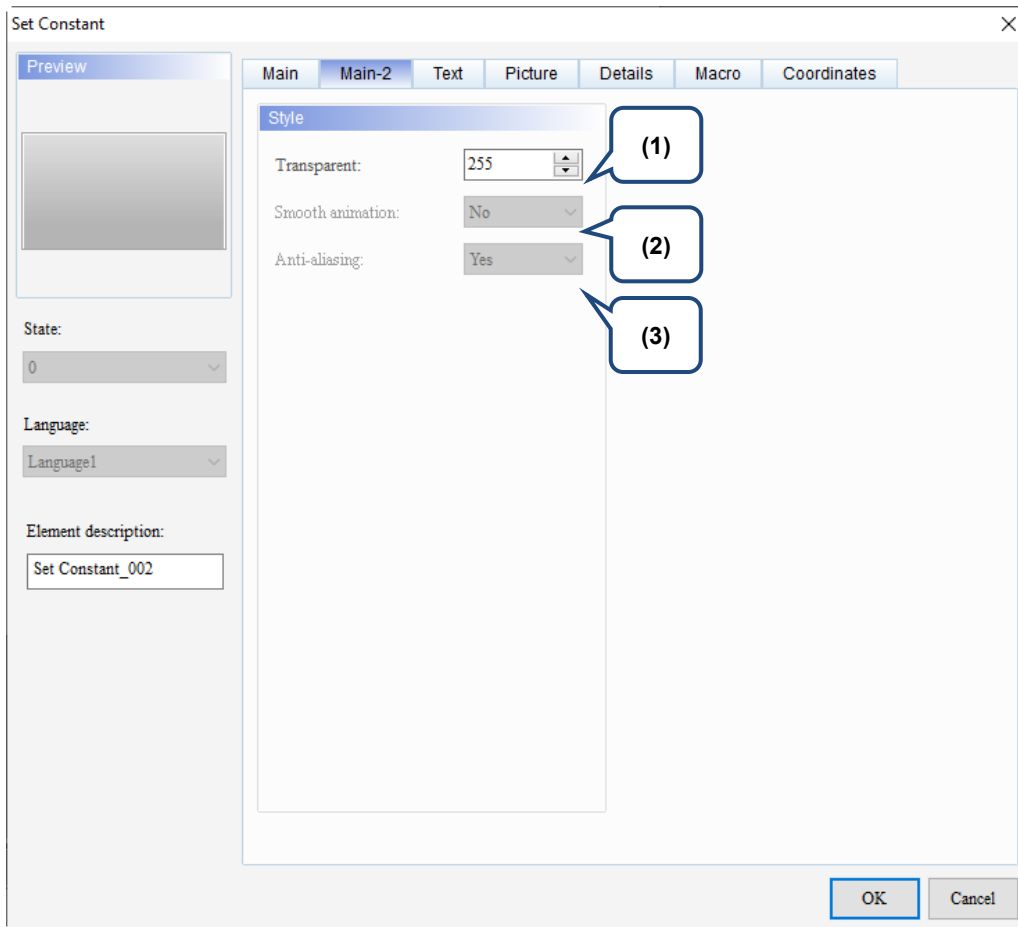 Set Constant
Preview
Main Main-2 Text Picture Details Macro Coordinates
Style
Transparent: 255
(1)
Smooth animation: No
(2)
Anti-aliasing: Yes
(3)
State:
0
Language:
Language1
Element description:
Set Constant_002
OK Cancel